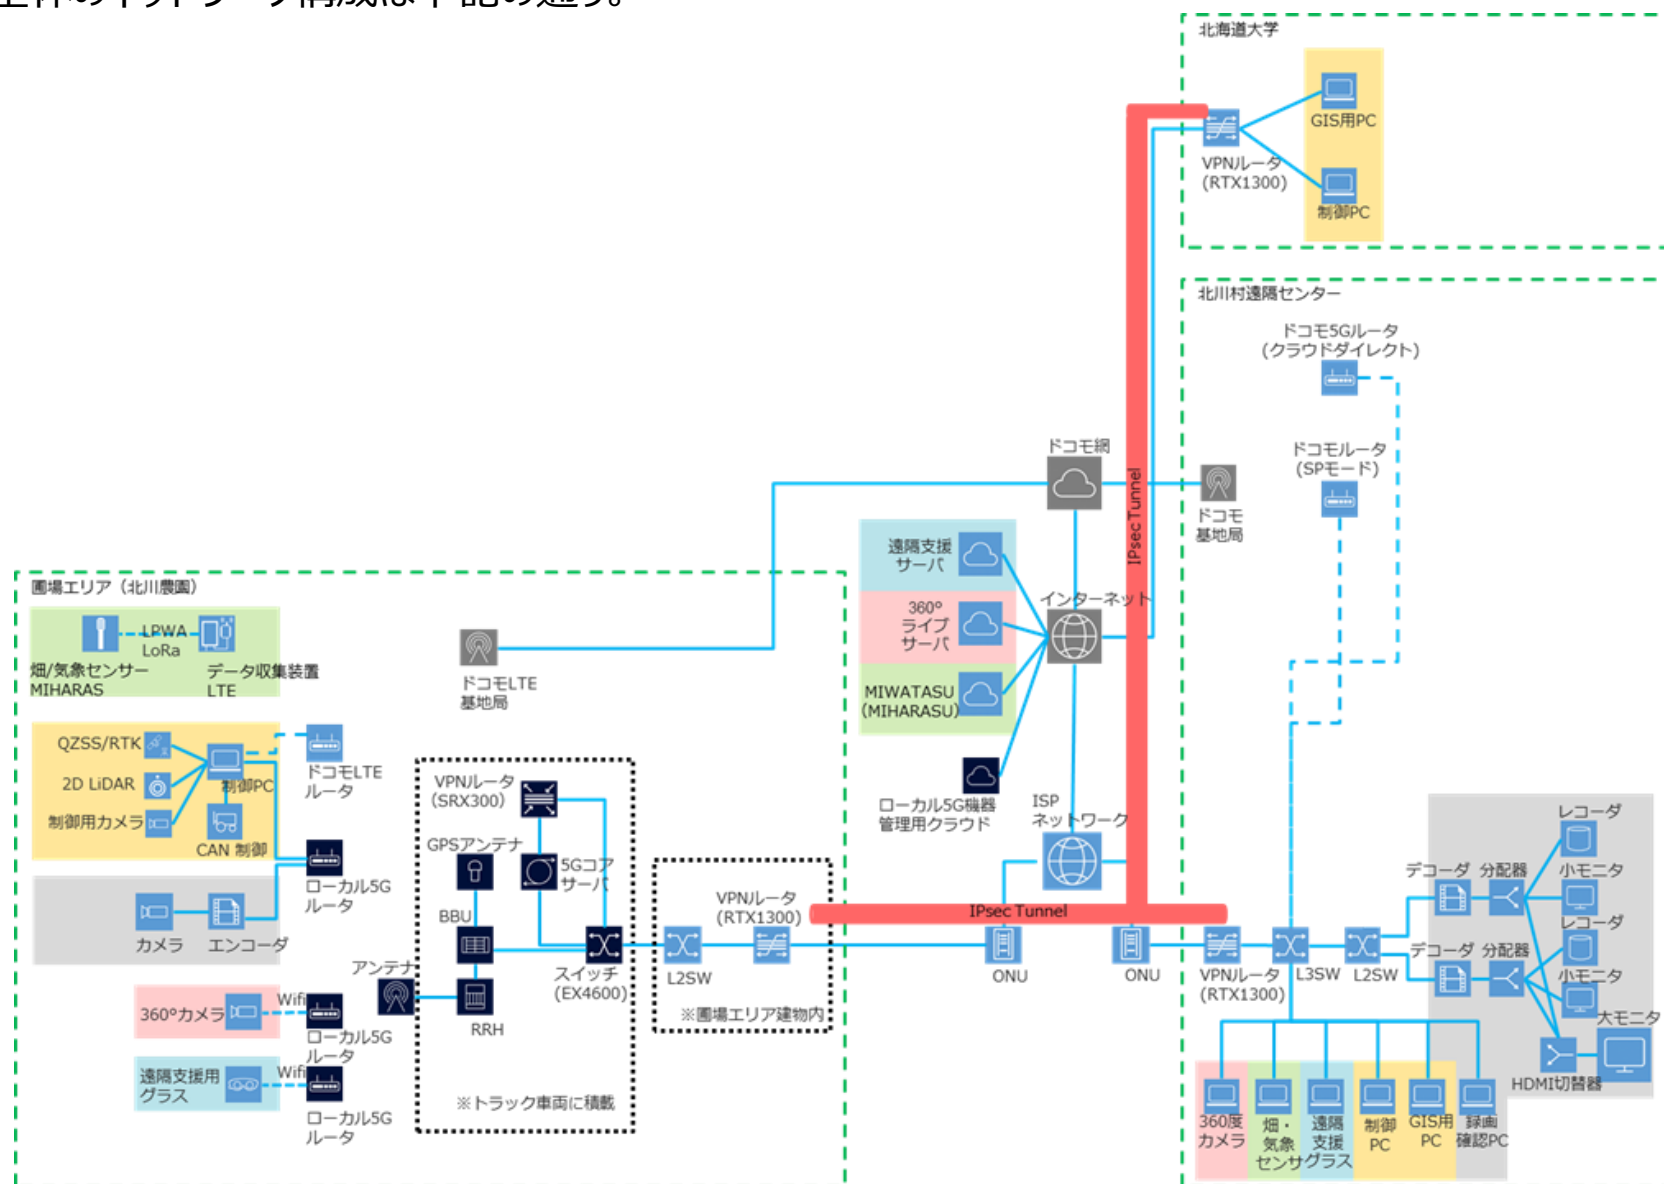 全体のネットワーク構成は下記の通り。
北海道大学
GIS用PC
VPNルータ
(RTX1300)
制御PC
北川村遠隔センター
ドコモ5Gルータ
(クラウドダイレクト)
ドコモルータ
(SPモード)
ドコモ網
IPsec Tunnel
ドコモ
基地局
遠隔支援
サーバ
インターネット
360°
ライブ
サーバ
MIWATASU
(MIHARASU)
ローカル5G機器
管理用クラウド
ISP
ネットワーク
圃場エリア（北川農園）
LPWA
LoRa
畑/気象センサー
MIHARAS
データ収集装置
LTE
ドコモLTE
基地局
QZSS/RTK
2D LiDAR
制御用カメラ
制御PC
CAN 制御
ドコモLTE
ルータ
ローカル5G
ルータ
カメラ
エンコーダ
360°カメラ
Wifi
ローカル5G
ルータ
遠隔支援用
グラス
Wifi
ローカル5G
ルータ
VPNルータ
(SRX300)
GPSアンテナ
5Gコア
サーバ
BBU
アンテナ
RRH
スイッチ
(EX4600)
※トラック車両に積載
VPNルータ
(RTX1300)
L2SW
※圃場エリア建物内
IPsec Tunnel
ONU
ONU
VPNルータ
(RTX1300)
L3SW
L2SW
レコーダ
デコーダ
分配器
小モニタ
レコーダ
デコーダ
分配器
小モニタ
大モニタ
HDMI切替器
360度
カメラ
畑・
気象
センサ
遠隔
支援
グラス
制御
PC
GIS用
PC
録画
確認PC